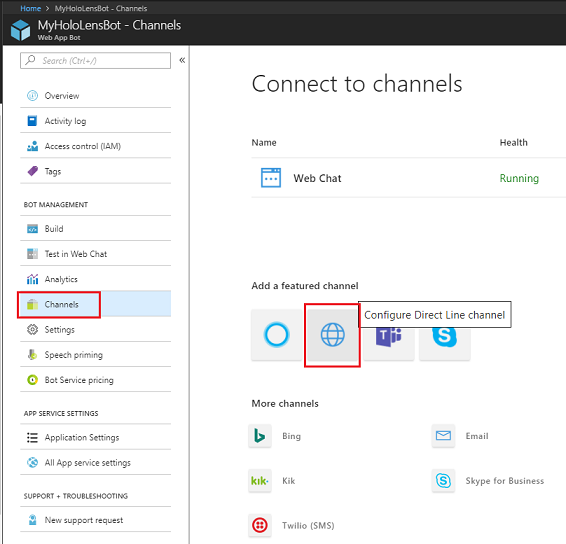 Home > MyHoloLensBot - Channels
MyHoloLensBot - Channels
Web App Bot
Search (Ctrl+/)
«
Overview
Activity log
Access control (IAM)
Tags
BOT MANAGEMENT
Build
Test in Web Chat
Analytics
Channels
Settings
Speech priming
Bot Service pricing
APP SERVICE SETTINGS
Application Settings
All App service settings
SUPPORT + TROUBLESHOOTING
New support request
Connect to channels
Name Health
Web Chat Running
Add a featured channel
Configure Direct Line channel
More channels
Bing Email
kik· Kik Skype for Business
Twilio (SMS)